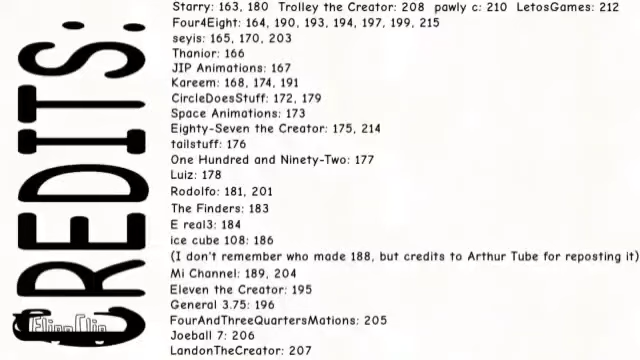 CREDITS:
Starry: 163, 180 Trolley the Creator: 208 pawly c: 210 LetosGames: 212
Four4Eight: 164, 190, 193, 194, 197, 199, 215
seyis: 165, 170, 203
Thanior: 166
JIP Animations: 167
Kareem: 168, 174, 191
CircleDoesStuff: 172, 179
Space Animations: 173
Eighty-Seven the Creator: 175, 214
tailstuff: 176
One Hundred and Ninety-Two: 177
Luiz: 178
Rodolfo: 181, 201
The Finders: 183
E real3: 184
ice cube 108: 186
(I don't remember who made 188, but credits to Arthur Tube for reposting it)
Mi Channel: 189, 204
Eleven the Creator: 195
General 3.75: 196
FourAndThreeQuartersMations: 205
Joeball 7: 206
LandonTheCreator: 207
FlipaClip